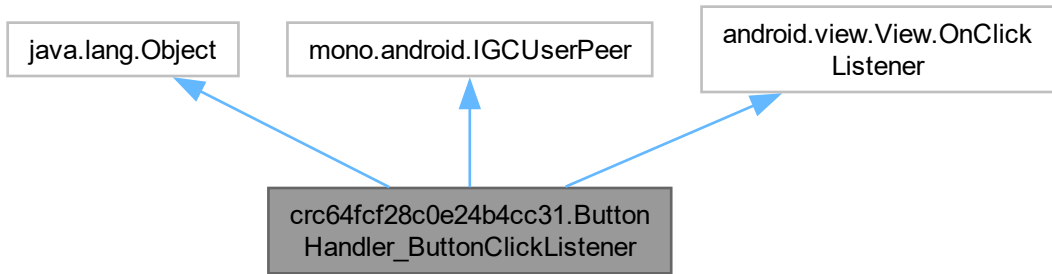 java.lang.Object
mono.android.IGCUserPeer
android.view.View.OnClick
Listener
crc64fcf28c0e24b4cc31.Button
Handler_ButtonClickListener